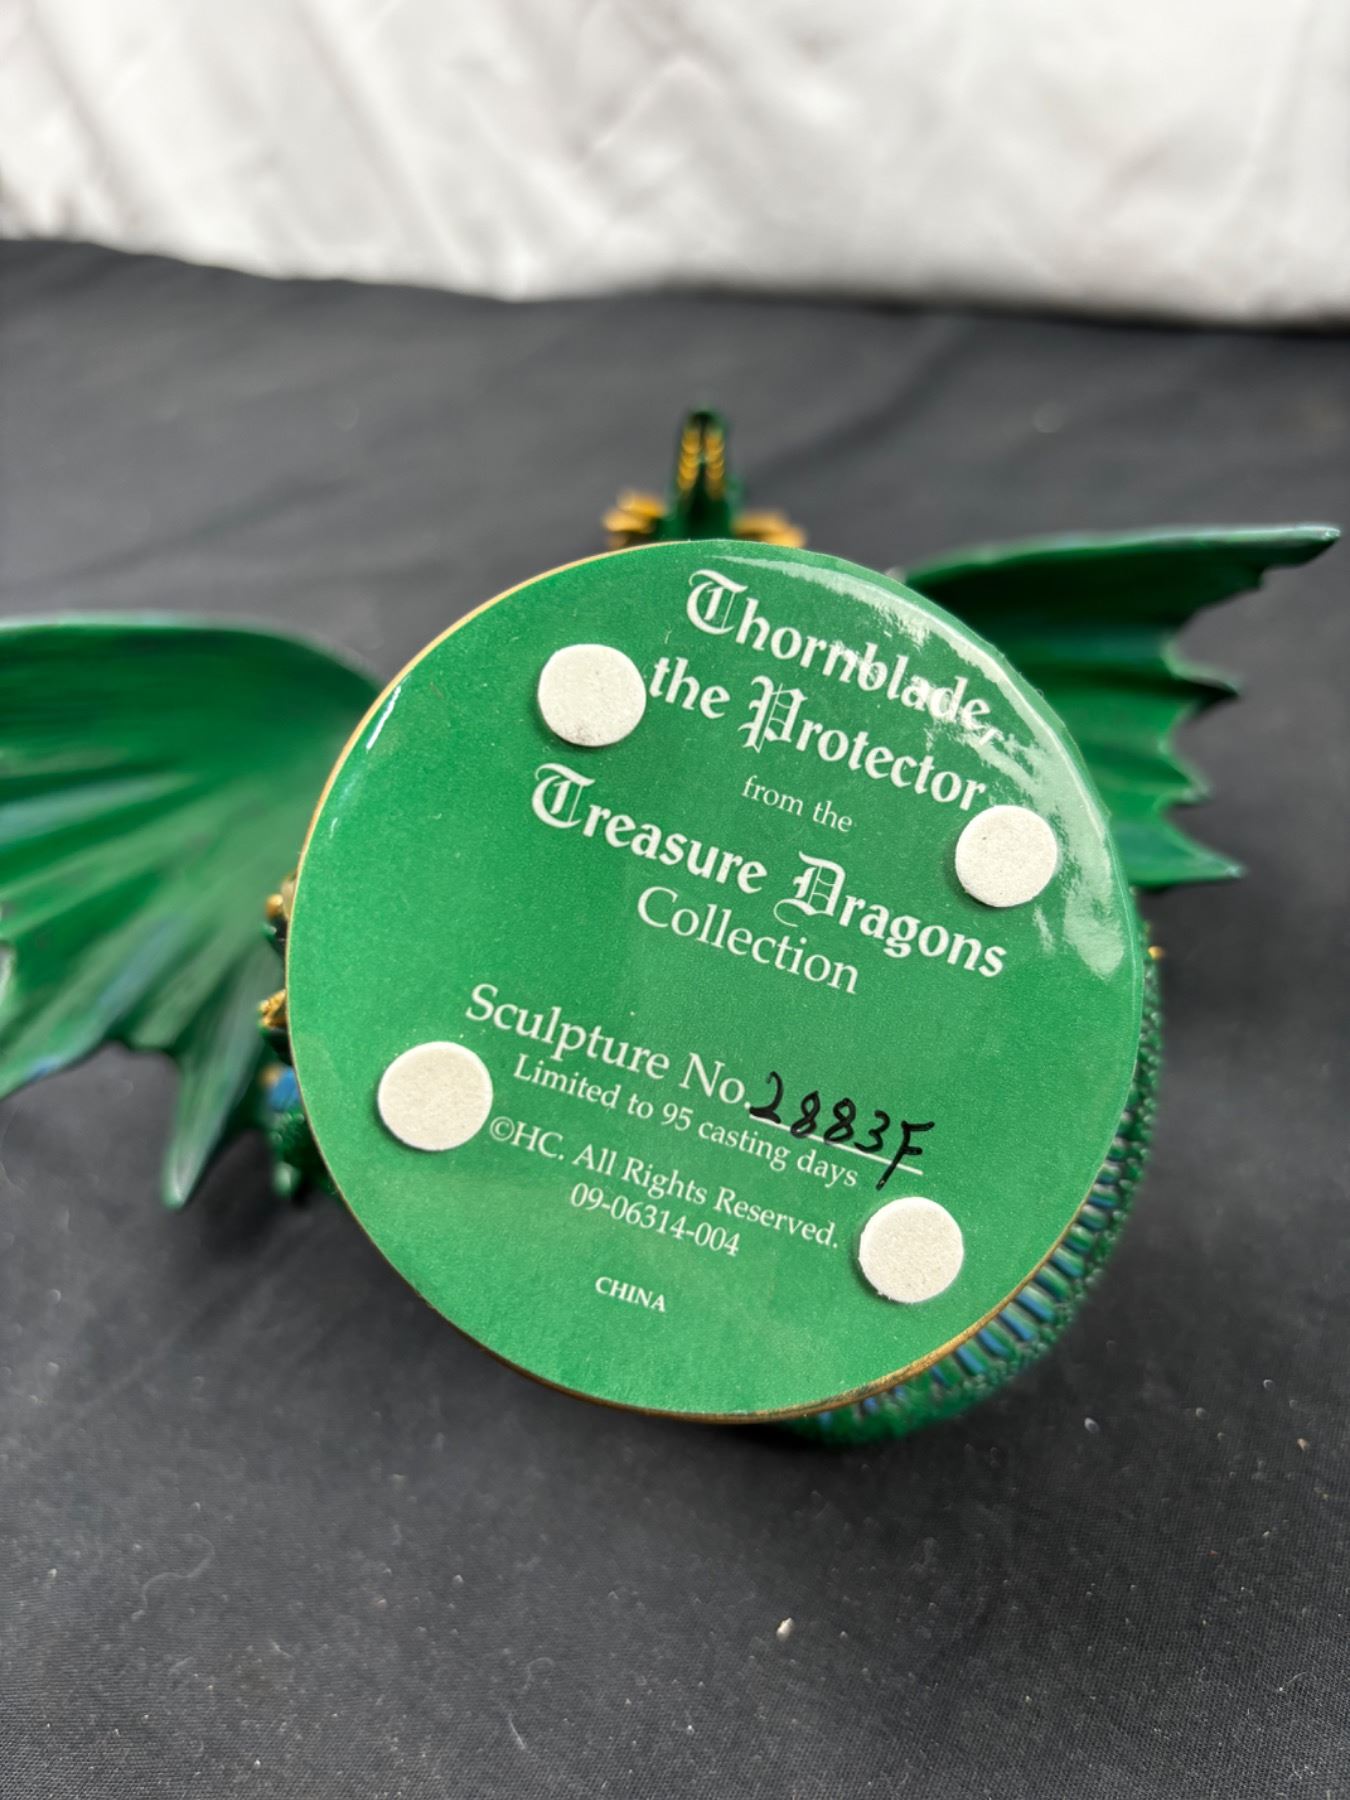 Thornblade,
the Protector
from the
Treasure Dragons
Collection
Sculpture No. 2883F
Limited to 95 casting days
©HC. All Rights Reserved.
09-06314-004
CHINA